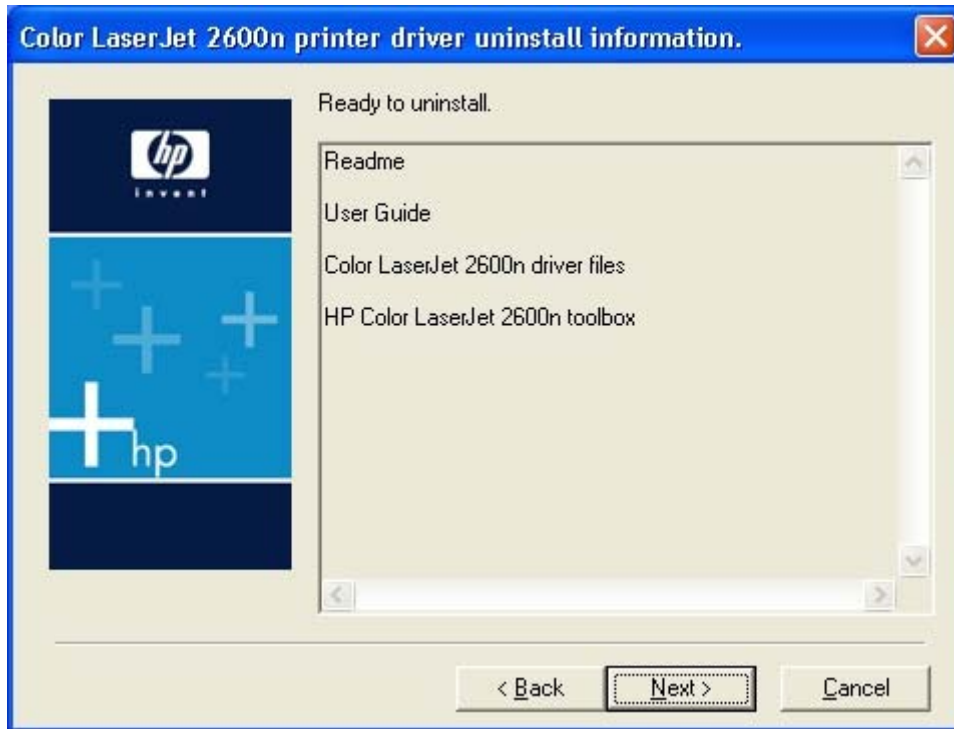 Color LaserJet 2600n printer driver uninstall information.
hp
invent
Ready to uninstall.
Readme
User Guide
Color LaserJet 2600n driver files
HP Color LaserJet 2600n toolbox
hp
< Back
Next >
Cancel